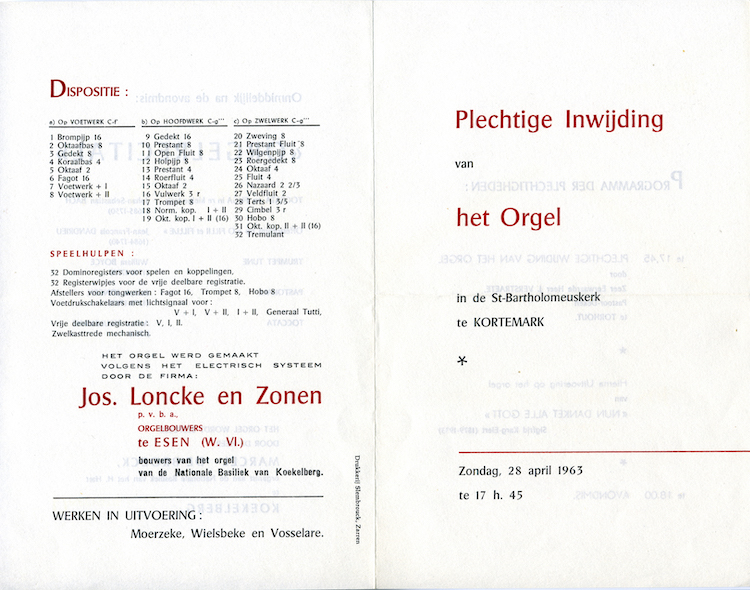 DISPOSITIE :
a) Op VOETWERK C-f'
1 Brompijp 16
2 Oktaafbas 8
3 Gedekt 8
4 Koraalbas 4
5 Oktaaf 2
6 Fagot 16
7 Voetwerk + I
8 Voetwerk + II
b) Op HOOFDWERK C-g'''
9 Gedekt 16
10 Prestant 8
11 Open Fluit 8
12 Holpijp 8
13 Prestant 4
14 Roerfluit 4
15 Oktaaf 2
16 Vulwerk 3 r
17 Trompet 8
18 Norm. kop. I + II
19 Okt. kop. I + II (16)
c) Op ZWELWERK C-g'''
20 Zweving 8
21 Prestant Fluit 8
22 Wilgenpijp 8
23 Roergedekt 8
24 Oktaaf 4
25 Fluit 4
26 Nazaard 2 2/3
27 Veldfluit 2
28 Terts 1 3/5
29 Cimbel 3 r
30 Hobo 8
31 Okt. kop. II + II (16)
32 Tremulant
SPEELHULPEN :
32 Dominoregisters voor spelen en koppelingen,
32 Registerwipjes voor de vrije deelbare registratie.
Afstellers voor tongwerken : Fagot 16, Trompet 8, Hobo 8
Voetdrukschakelaars met lichtsignaal voor :
V + I, V + II, I + II, Generaal Tutti,
Vrije deelbare registratie : V, I, II.
Zwelkasttrede mechanisch.
HET ORGEL WERD GEMAAKT
VOLGENS HET ELECTRISCH SYSTEEM
DOOR DE FIRMA :
Jos. Loncke en Zonen
p. v. b. a.,
ORGELBOUWERS
te ESEN (W. Vl.)
bouwers van het orgel
van de Nationale Basiliek van Koekelberg.
WERKEN IN UITVOERING :
Moerzeke, Wielsbeke en Vosselare.
Drukkerij Slembrouck, Zarren
Plechtige Inwijding
van
het Orgel
in de St-Bartholomeuskerk
te KORTEMARK
*
Zondag, 28 april 1963
te 17 h. 45